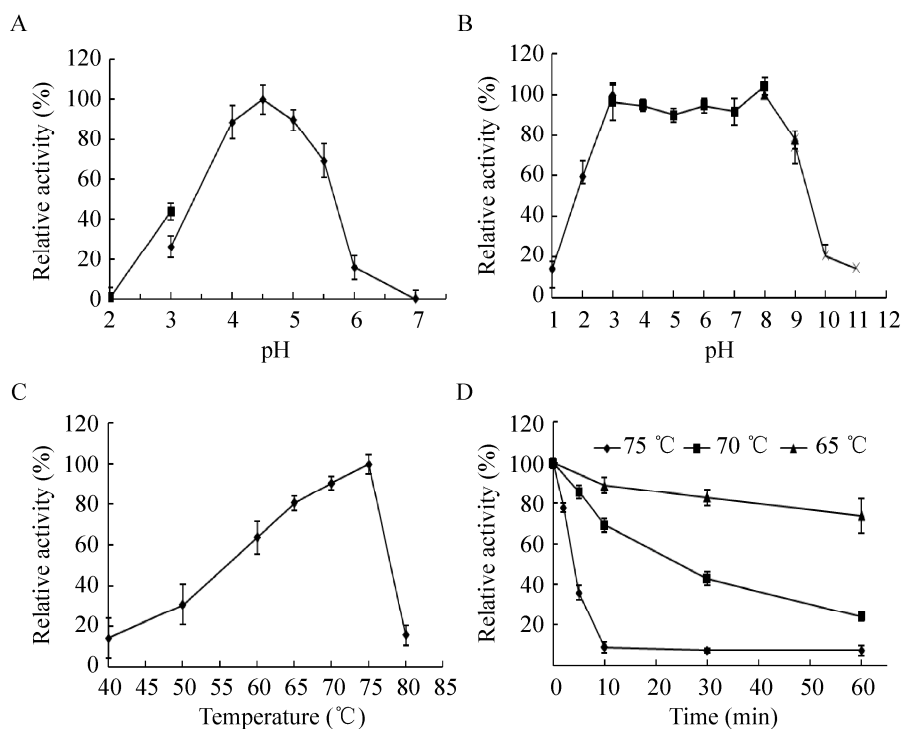 A
Relative activity (%)
120
100
80
60
40
20
0
2 3 4 5 6 7
pH
B
Relative activity (%)
120
100
80
60
40
20
0
1 2 3 4 5 6 7 8 9 10 11 12
pH
C
Relative activity (%)
120
100
80
60
40
20
0
40 45 50 55 60 65 70 75 80 85
Temperature (℃)
D
Relative activity (%)
120
100
80
60
40
20
75 ℃ 70 ℃ 65 ℃
0 10 20 30 40 50 60
Time (min)